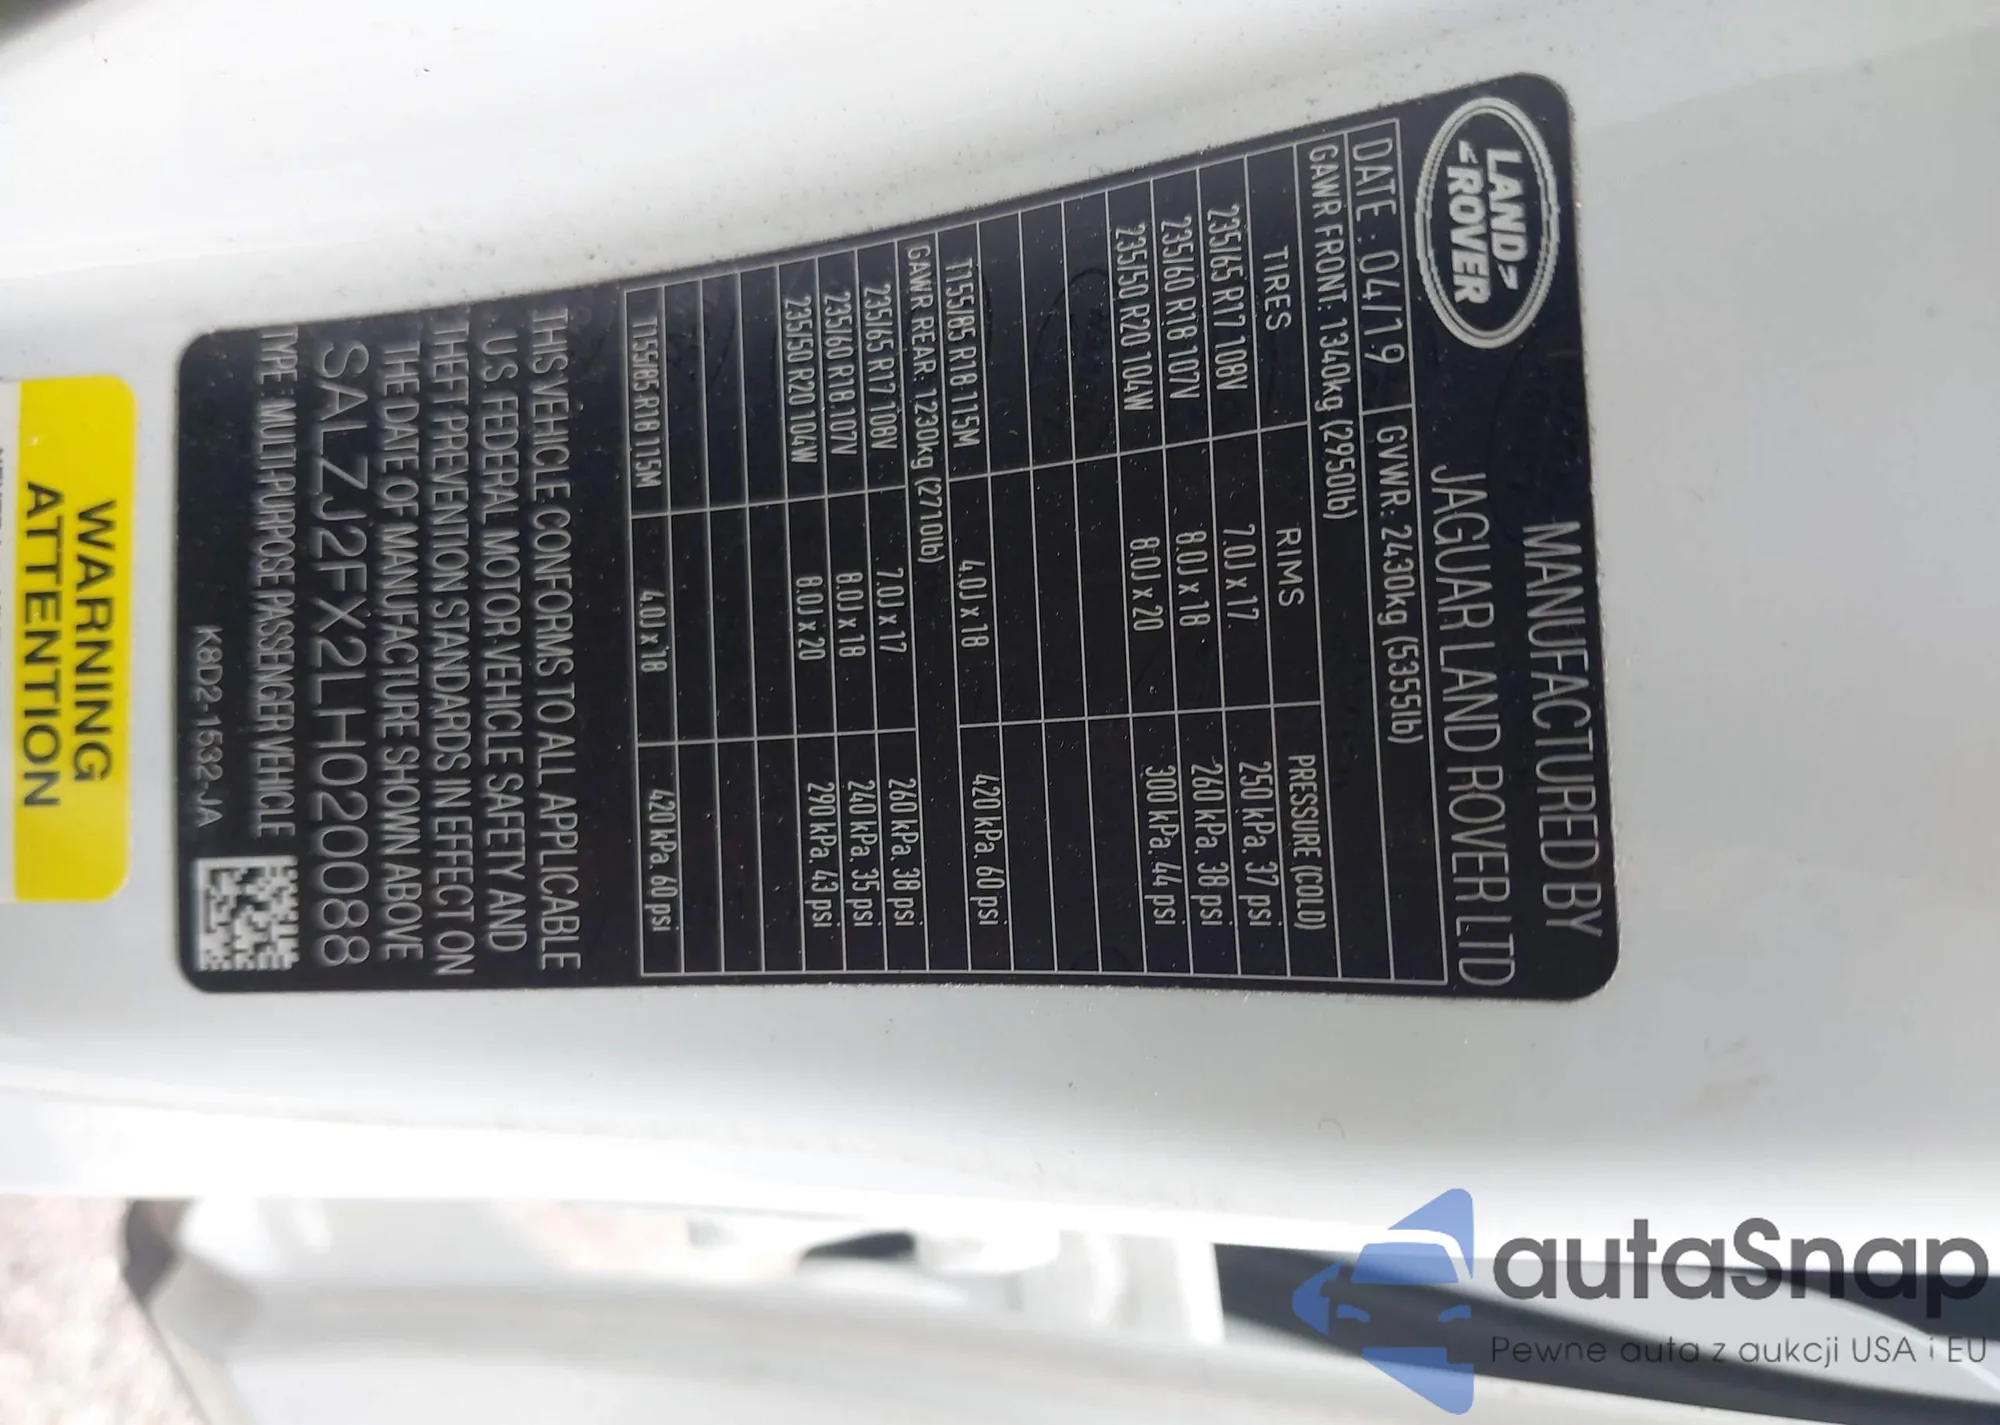 LAND
ROVER
MANUFACTURED BY
JAGUAR LAND ROVER LTD
DATE : 04/19 GVWR: 2430kg (5355lb)
GAWR FRONT: 1340kg (2950lb)
TIRES RIMS PRESSURE (COLD)
235/65 R17 108V 7.0J x 17 250 kPa, 37 psi
235/60 R18 107V 8.0J x 18 260 kPa, 38 psi
235/50 R20 104W 8.0J x 20 300 kPa, 44 psi
T155/85 R18 115M 4.0J x 18 420 kPa, 60 psi
GAWR REAR: 1230kg (2710lb)
235/65 R17 108V 7.0J x 17 260 kPa, 38 psi
235/60 R18 107V 8.0J x 18 240 kPa, 35 psi
235/50 R20 104W 8.0J x 20 290 kPa, 43 psi
T155/85 R18 115M 4.0J x 18 420 kPa, 60 psi
THIS VEHICLE CONFORMS TO ALL APPLICABLE
U.S. FEDERAL MOTOR VEHICLE SAFETY AND
THEFT PREVENTION STANDARDS IN EFFECT ON
THE DATE OF MANUFACTURE SHOWN ABOVE
SALZJ2FX2LH020088
TYPE : MULTI PURPOSE PASSENGER VEHICLE
K8D2-1532-JA
WARNING
ATTENTION
autaSnap
Pewne auta z aukcji USA i EU